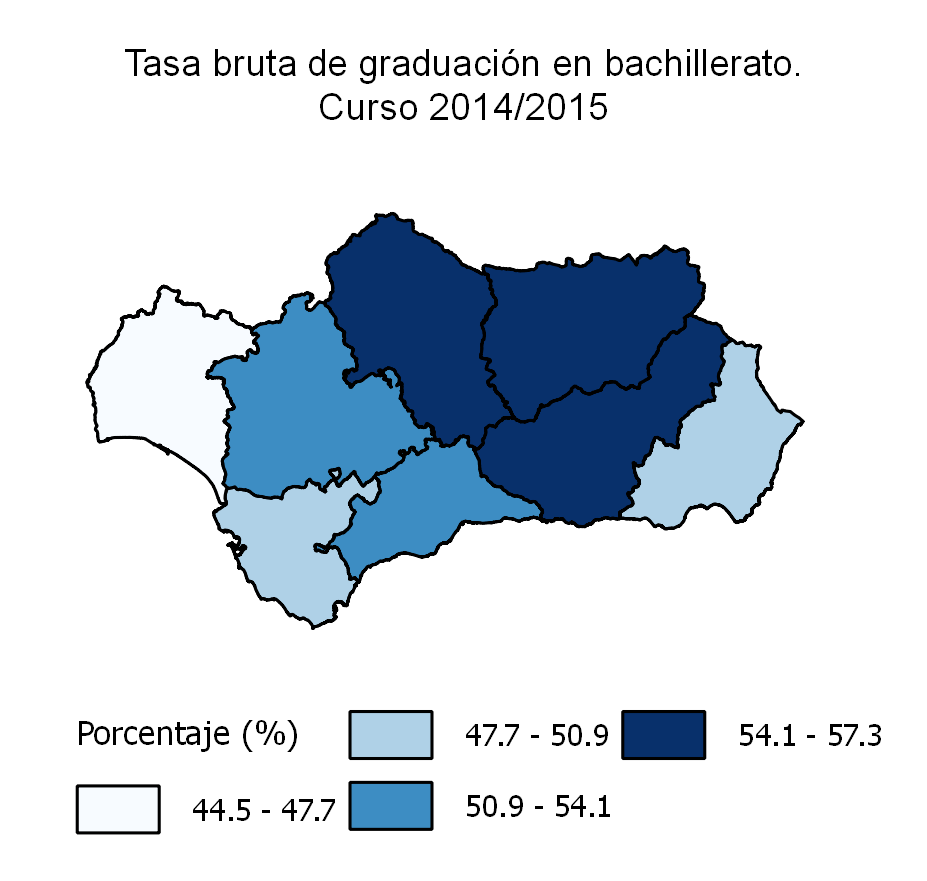 Tasa bruta de graduación en bachillerato.
Curso 2014/2015
Porcentaje (%)
44.5 - 47.7
47.7 - 50.9
50.9 - 54.1
54.1 - 57.3